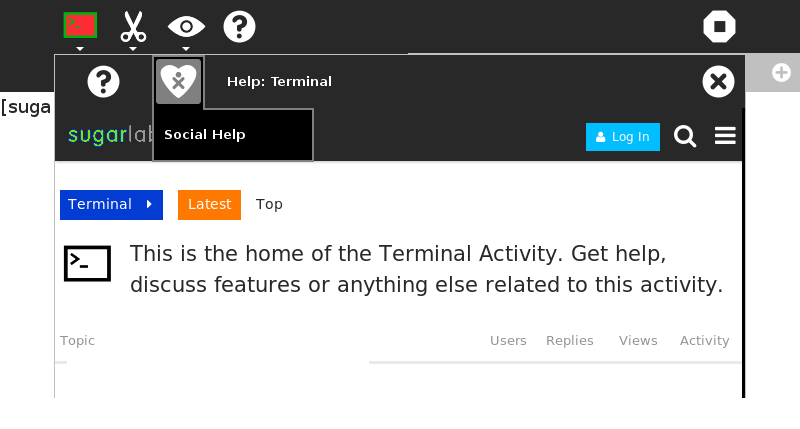 Help: Terminal
[suga
Social Help
sugarlab
Log In
Terminal
Latest
Top
This is the home of the Terminal Activity. Get help,
discuss features or anything else related to this activity.
Topic
Users
Replies
Views
Activity